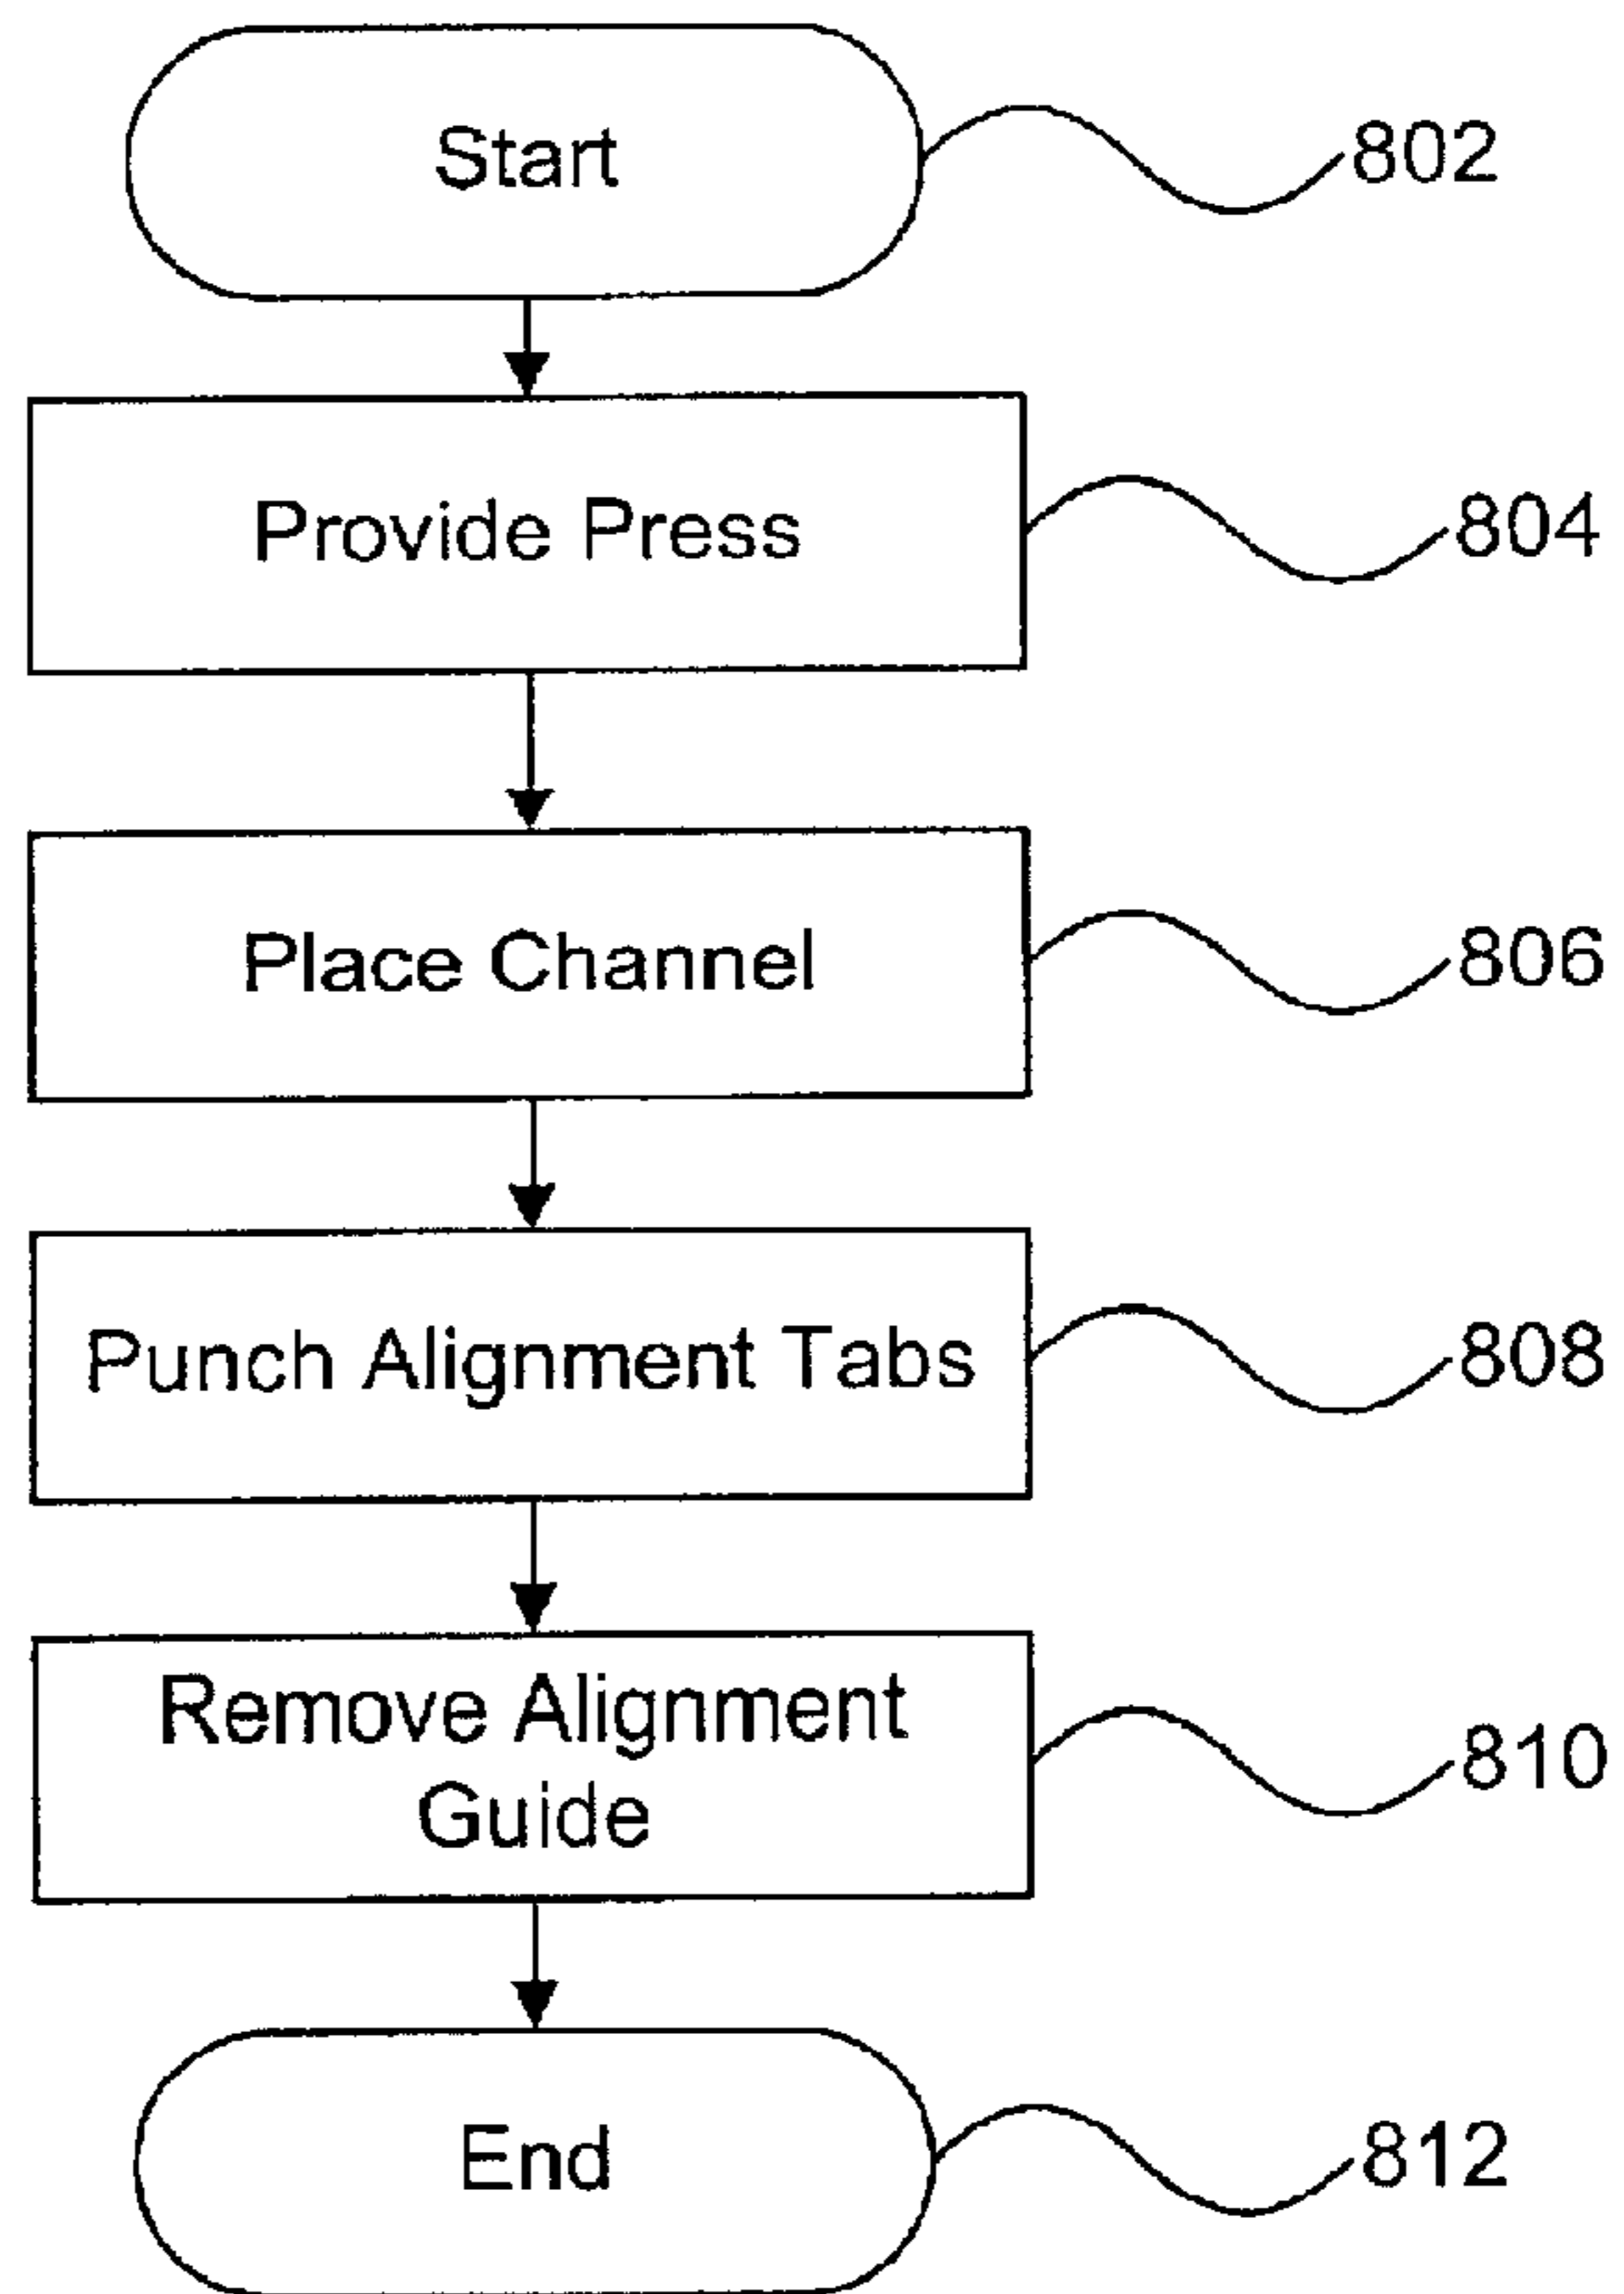 Start
802
Provide Press
804
Place Channel
806
Punch Alignment Tabs
808
Remove Alignment
Guide
810
End
812